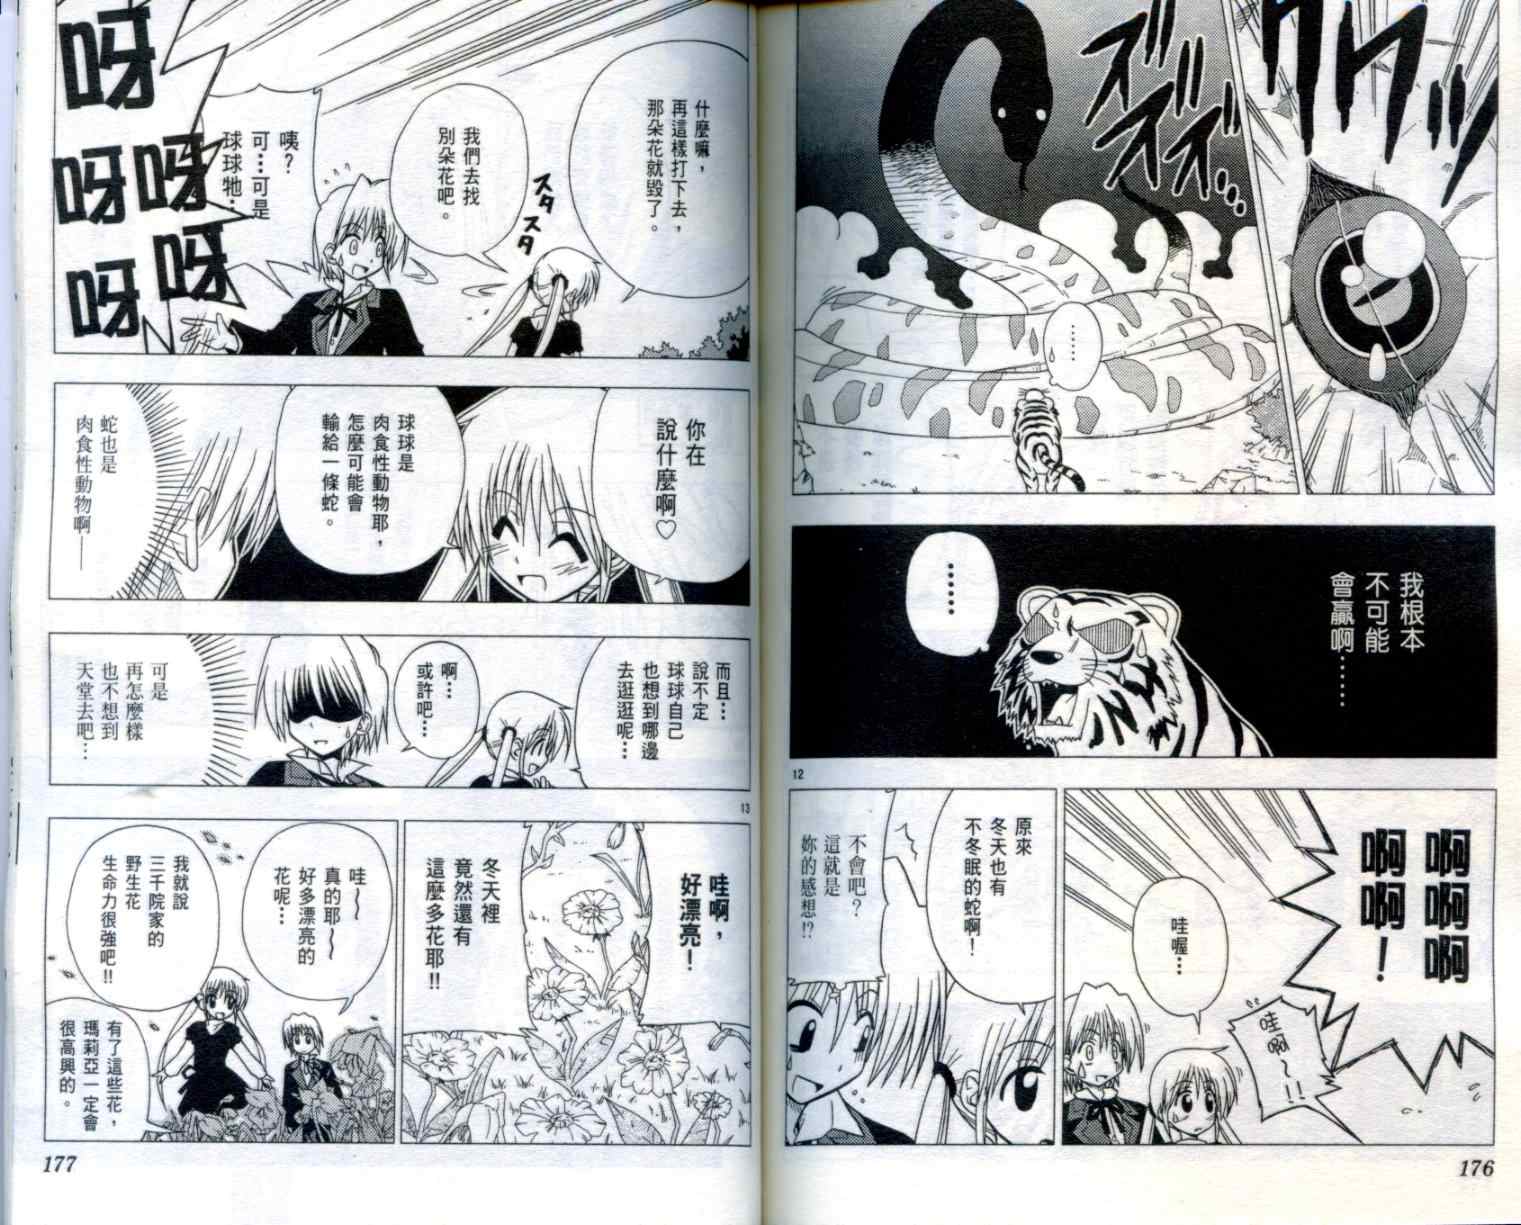 カッ
ズズズズ…
……
我根本
不可能
會贏啊……
……
12
啊啊啊
啊啊！
哇喔…
哇啊～!!
原來
冬天也有
不冬眠的蛇啊！
不會吧？
這就是
妳的感想!?
176
什麼嘛，
再這樣打下去，
那朵花就毀了。
スタ
スタ
我們去找
別朵花吧。
咦？
可…可是
球球牠…
呀
呀
呀
呀
呀
你在
說什麼啊♡
球球是
肉食性動物耶，
怎麼可能會
輸給一條蛇。
蛇也是
肉食性動物啊——
而且…
說不定
球球自己
也想到哪邊
去逛逛呢…
啊…
或許吧…
可是
再怎麼樣
也不想到
天堂去吧…
13
哇啊，
好漂亮！
冬天裡
竟然還有
這麼多花耶!!
哇～
真的耶～
好多漂亮的
花呢…
我就說
三千院家的
野生花
生命力很強吧!!
有了這些花，
瑪莉亞一定會
很高興的。
177